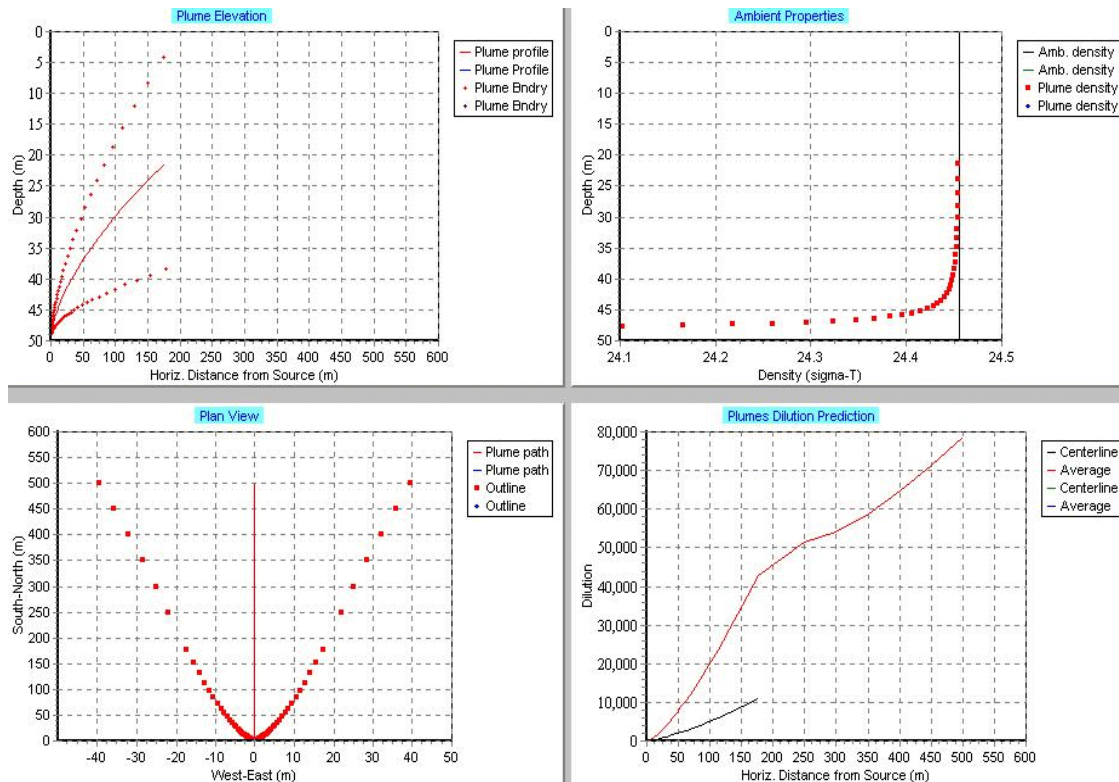 Plume Elevation
0
5
10
15
20
25
30
35
40
45
50
Depth (m)
0 50 100 150 200 250 300 350 400 450 500 550 600
Horiz. Distance from Source (m)
Plume profile
Plume Profile
Plume Bndry
Plume Bndry
Ambient Properties
0
5
10
15
20
25
30
35
40
45
50
Depth (m)
24.1 24.2 24.3 24.4 24.5
Density (sigma-T)
Amb. density
Amb. density
Plume density
Plume density
Plan View
600
550
500
450
400
350
300
250
200
150
100
50
0
South-North (m)
-40 -30 -20 -10 0 10 20 30 40 50
West-East (m)
Plume path
Plume path
Outline
Outline
Plumes Dilution Prediction
80,000
70,000
60,000
50,000
40,000
30,000
20,000
10,000
0
Dilution
0 50 100 150 200 250 300 350 400 450 500 550 600
Horiz. Distance from Source (m)
Centerline
Average
Centerline
Average